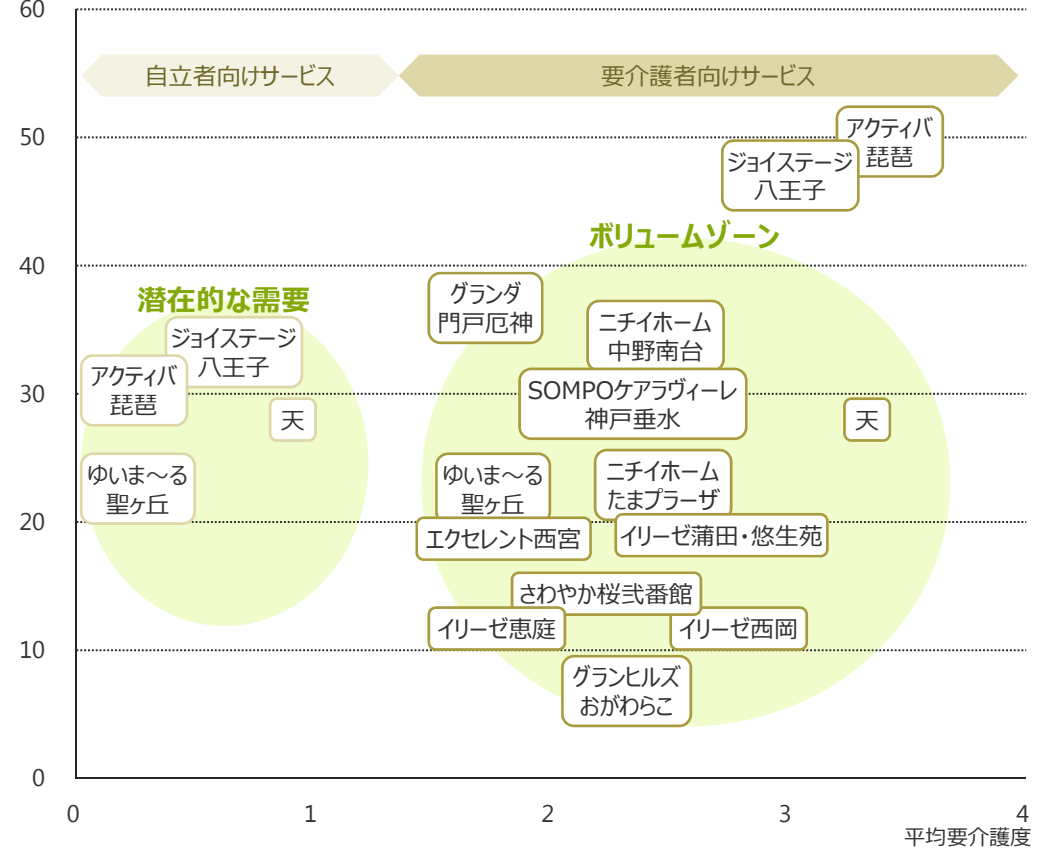 60
自立者向けサービス
要介護者向けサービス
50
アクティバ
琵琶
ジョイステージ
八王子
ボリュームゾーン
40
潜在的な需要
グランダ
門戸厄神
ニチイホーム
中野南台
ジョイステージ
八王子
アクティバ
琵琶
30
SOMPOケアラヴィーレ
神戸垂水
天
天
ゆいま～る
聖ヶ丘
ゆいま～る
聖ヶ丘
ニチイホーム
たまプラーザ
20
エクセレント西宮
イリーゼ蒲田・悠生苑
さわやか桜弐番館
イリーゼ恵庭
イリーゼ西岡
10
グランヒルズ
おがわらこ
0
0
1
2
3
4
平均要介護度